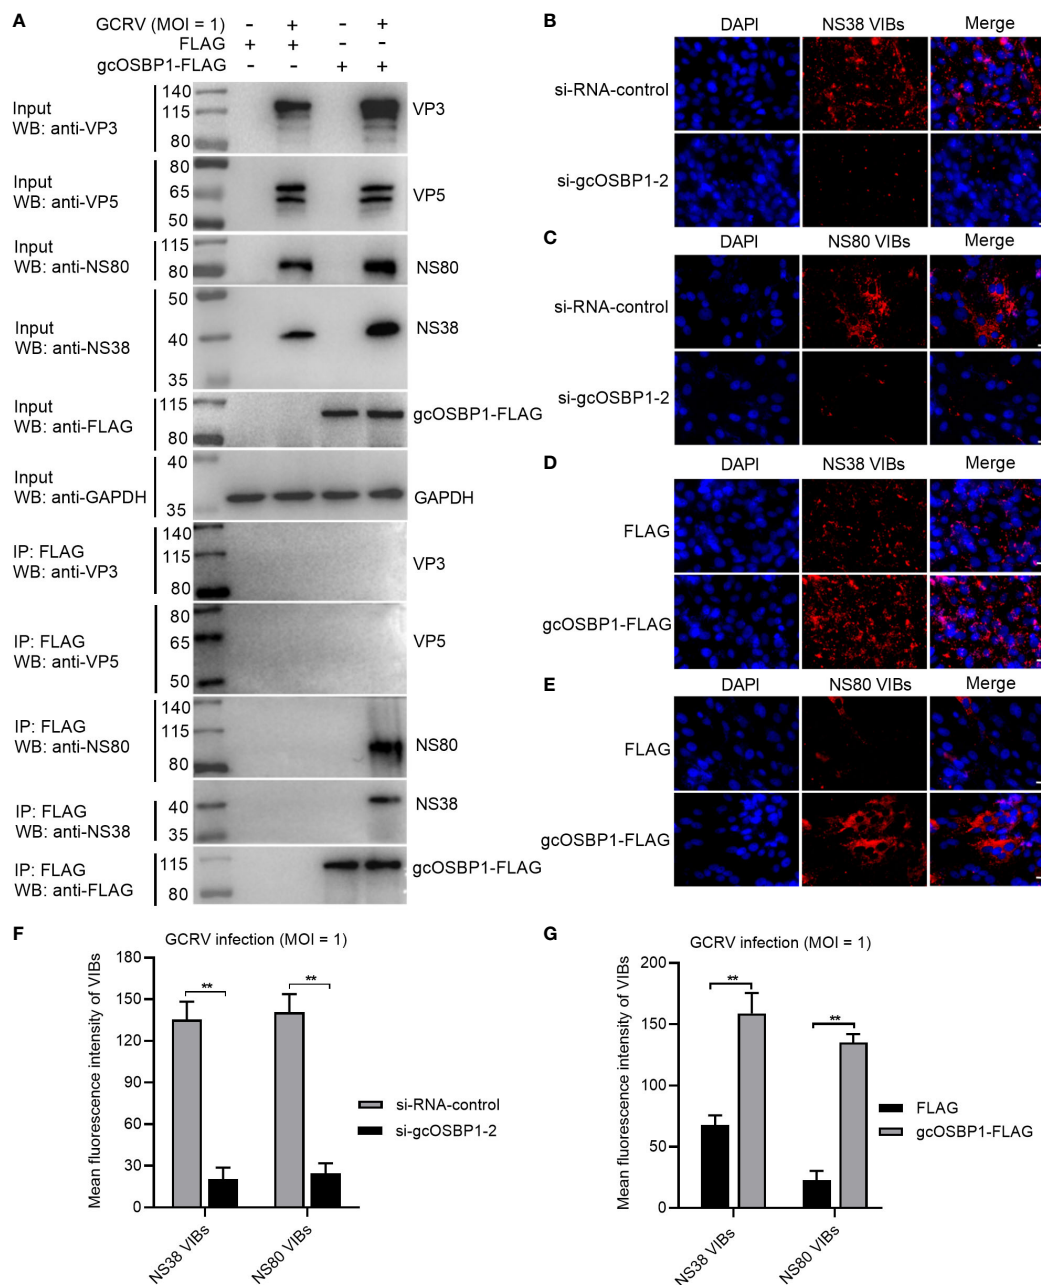 A
GCRV (MOI = 1) - + - +
FLAG + + - -
gcOSBP1-FLAG - - + +
Input
WB: anti-VP3
140
115
80
VP3
Input
WB: anti-VP5
80
65
50
VP5
Input
WB: anti-NS80
115
80
NS80
Input
WB: anti-NS38
50
40
35
NS38
Input
WB: anti-FLAG
115
80
gcOSBP1-FLAG
Input
WB: anti-GAPDH
40
35
GAPDH
IP: FLAG
WB: anti-VP3
140
115
80
VP3
IP: FLAG
WB: anti-VP5
80
65
50
VP5
IP: FLAG
WB: anti-NS80
140
115
80
NS80
IP: FLAG
WB: anti-NS38
40
35
NS38
IP: FLAG
WB: anti-FLAG
115
80
gcOSBP1-FLAG
B
DAPI NS38 VIBs Merge
si-RNA-control
si-gcOSBP1-2
C
DAPI NS80 VIBs Merge
si-RNA-control
si-gcOSBP1-2
D
DAPI NS38 VIBs Merge
FLAG
gcOSBP1-FLAG
E
DAPI NS80 VIBs Merge
FLAG
gcOSBP1-FLAG
F
GCRV infection (MOI = 1)
Mean fluorescence intensity of VIBs
180
150
120
90
60
30
0
** **
NS38 VIBs
NS80 VIBs
si-RNA-control
si-gcOSBP1-2
G
GCRV infection (MOI = 1)
Mean fluorescence intensity of VIBs
200
150
100
50
0
** **
NS38 VIBs
NS80 VIBs
FLAG
gcOSBP1-FLAG